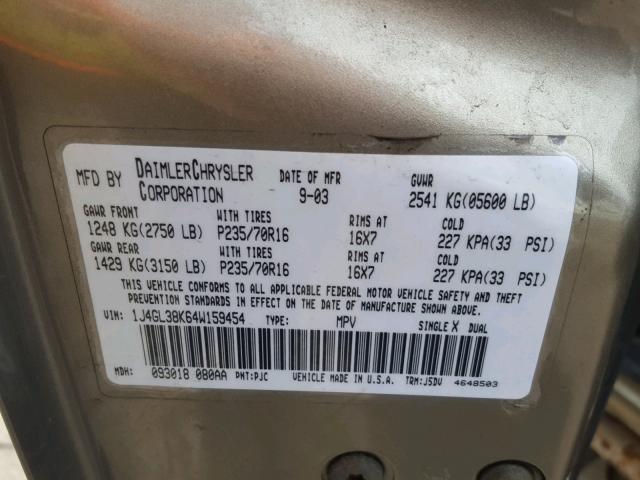 MFD BY DAIMLERCHRYSLER CORPORATION DATE OF MFR 9-03 GVWR 2541 KG(05600 LB)
GAWR FRONT WITH TIRES RIMS AT COLD
1248 KG(2750 LB) P235/70R16 16X7 227 KPA(33 PSI)
GAWR REAR WITH TIRES RIMS AT COLD
1429 KG(3150 LB) P235/70R16 16X7 227 KPA(33 PSI)
THIS VEHICLE CONFORMS TO ALL APPLICABLE FEDERAL MOTOR VEHICLE SAFETY AND THEFT
PREVENTION STANDARDS IN EFFECT ON THE DATE OF MANUFACTURE SHOWN ABOVE.
VIN: 1J4GL38K64W159454 TYPE: MPV SINGLE X DUAL
MDH: 093018 080AA PNT:PJC VEHICLE MADE IN U.S.A. TRM:J5DV 4648503